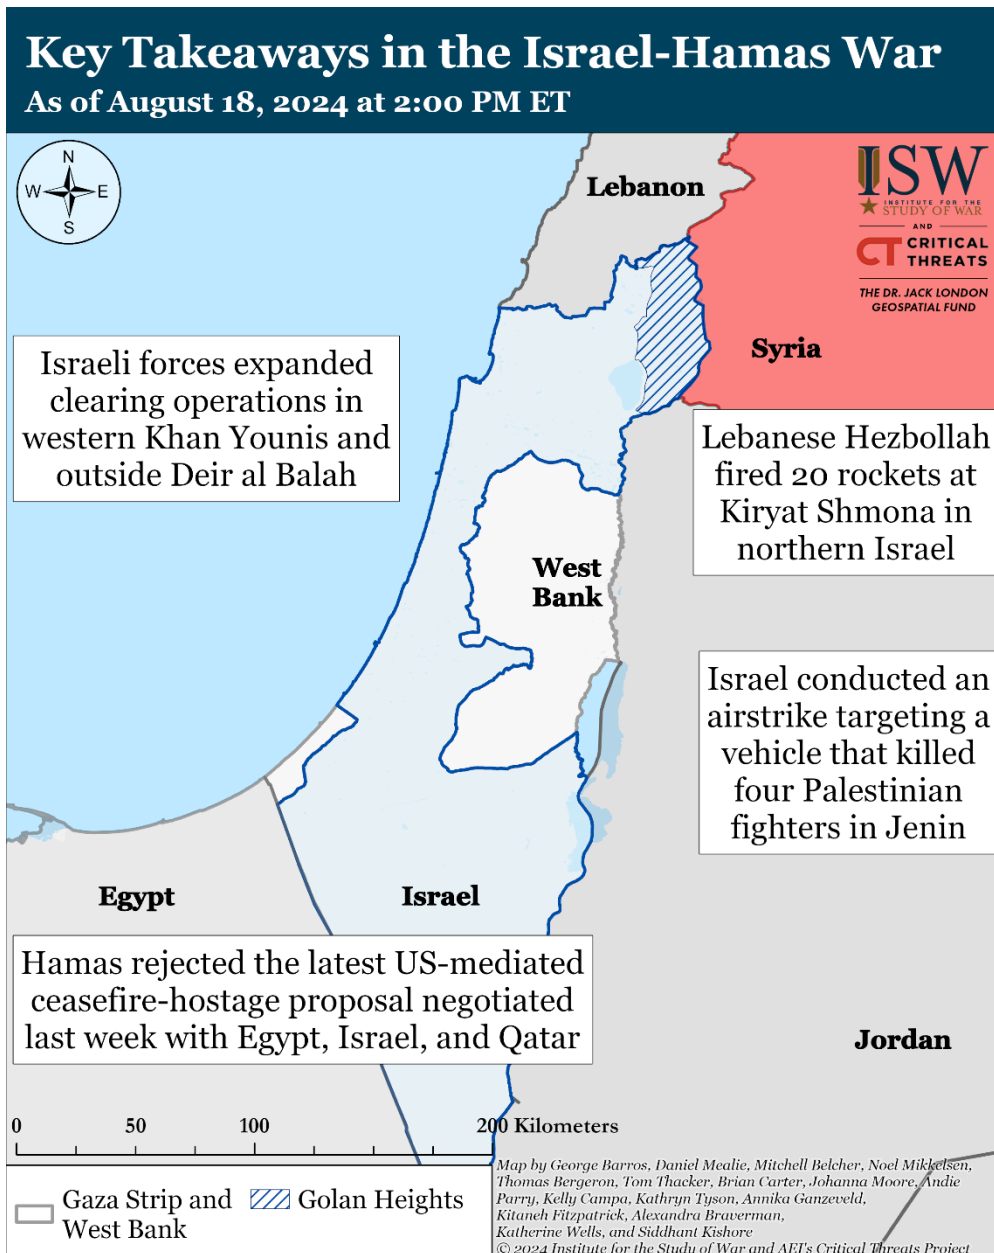 Key Takeaways in the Israel-Hamas War
As of August 18, 2024 at 2:00 PM ET
N
W E
S
Lebanon
ISW
INSTITUTE FOR THE
STUDY OF WAR
AND
CT CRITICAL
THREATS
THE DR. JACK LONDON
GEOSPATIAL FUND
Syria
Israeli forces expanded
clearing operations in
western Khan Younis and
outside Deir al Balah
Lebanese Hezbollah
fired 20 rockets at
Kiryat Shmona in
northern Israel
West
Bank
Israel conducted an
airstrike targeting a
vehicle that killed
four Palestinian
fighters in Jenin
Egypt
Israel
Hamas rejected the latest US-mediated
ceasefire-hostage proposal negotiated
last week with Egypt, Israel, and Qatar
Jordan
0 50 100 200 Kilometers
Gaza Strip and
West Bank
Golan Heights
Map by George Barros, Daniel Mealie, Mitchell Belcher, Noel Mikkelsen,
Thomas Bergeron, Tom Thacker, Brian Carter, Johanna Moore, Andie
Parry, Kelly Campa, Kathryn Tyson, Annika Ganzeveld,
Kitaneh Fitzpatrick, Alexandra Braverman,
Katherine Wells, and Siddhant Kishore
© 2024 Institute for the Study of War and AEI's Critical Threats Project